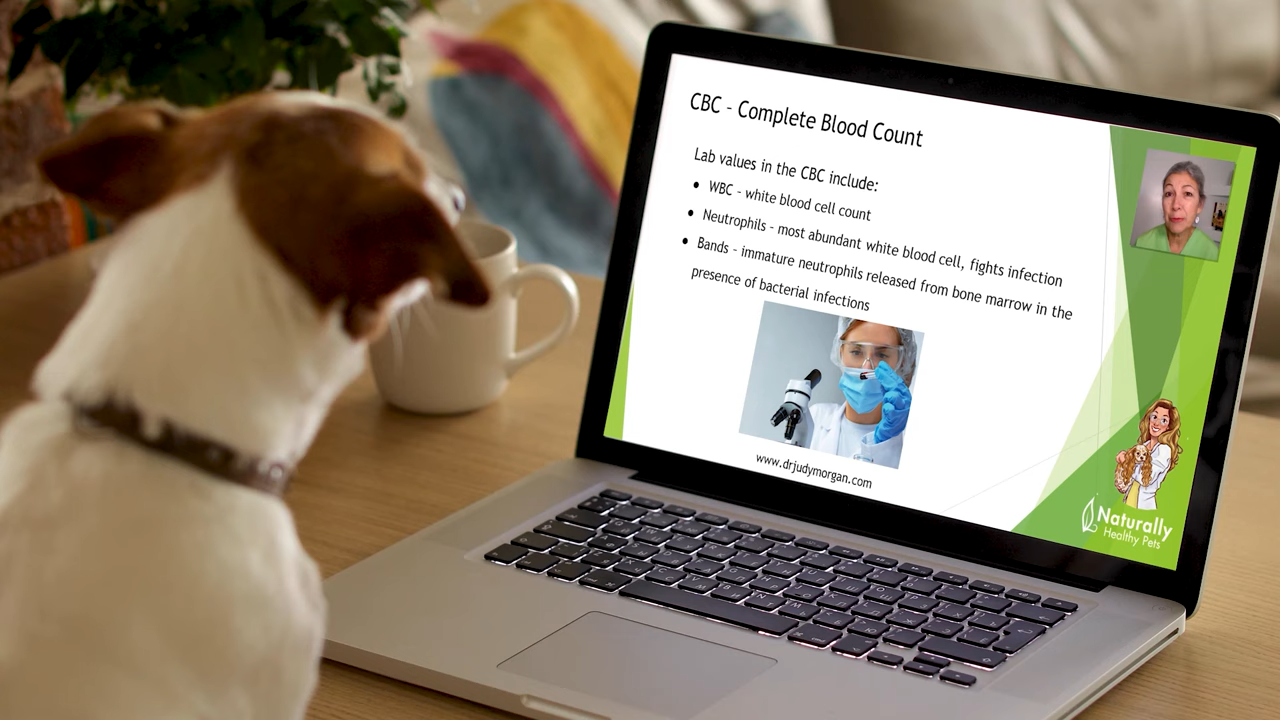 CBC - Complete Blood Count
Lab values in the CBC include:
• WBC - white blood cell count
• Neutrophils - most abundant white blood cell, fights infection
• Bands - immature neutrophils released from bone marrow in the
presence of bacterial infections
www.drjudymorgan.com
Naturally
Healthy Pets